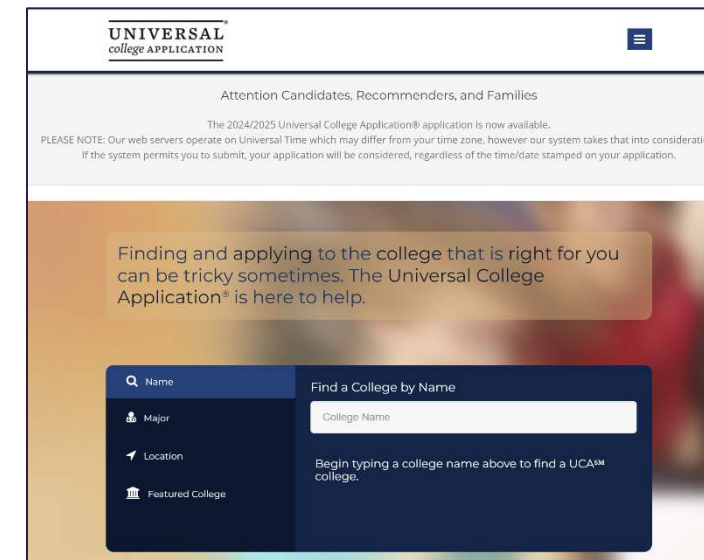 UNIVERSAL®
college APPLICATION
Attention Candidates, Recommenders, and Families
The 2024/2025 Universal College Application® application is now available.
PLEASE NOTE: Our web servers operate on Universal Time which may differ from your time zone, however our system takes that into considerati
If the system permits you to submit, your application will be considered, regardless of the time/date stamped on your application.
Finding and applying to the college that is right for you
can be tricky sometimes. The Universal College
Application® is here to help.
Name
Major
Location
Featured College
Find a College by Name
College Name
Begin typing a college name above to find a UCA℠
college.